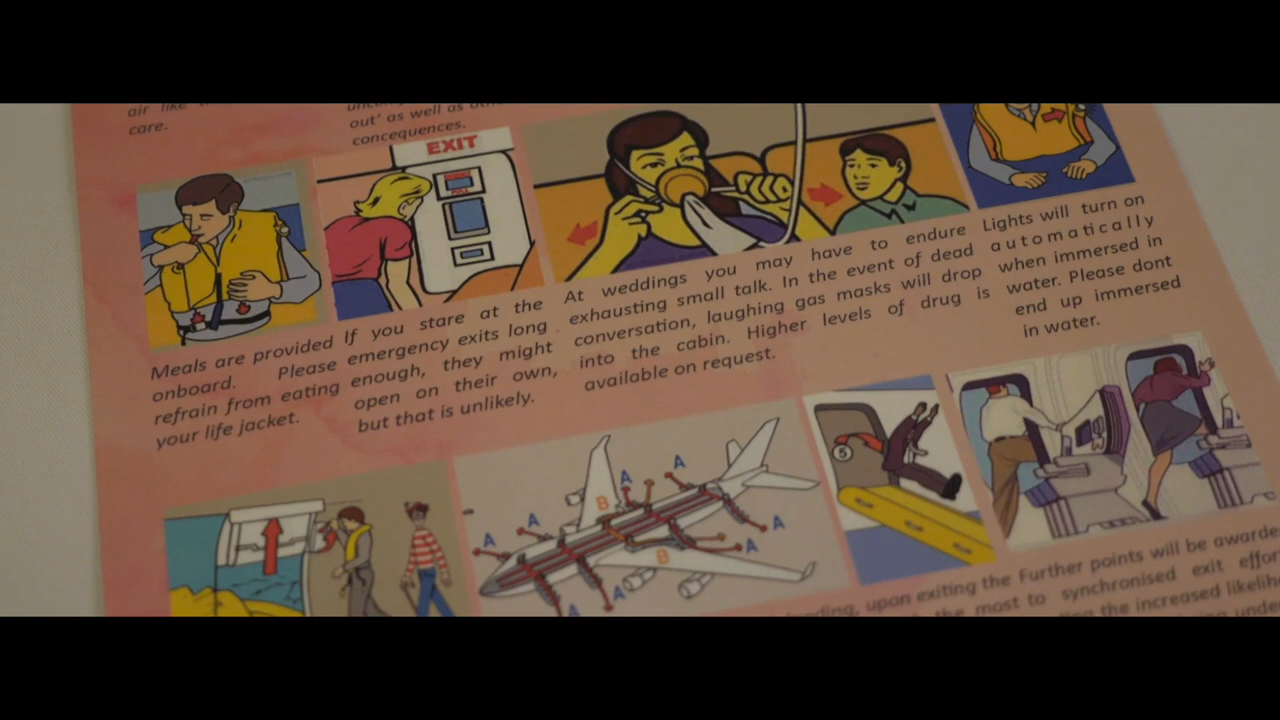 air like
care.
out' as well as
concequences.
EXIT
Meals are provided
onboard. Please
refrain from eating
your life jacket.
If you stare at the
emergency exits long
enough, they might
open on their own,
but that is unlikely.
At weddings you may have to endure
exhausting small talk. In the event of dead
conversation, laughing gas masks will drop
into the cabin. Higher levels of drug is
available on request.
Lights will turn on
automatically
when immersed in
water. Please dont
end up immersed
in water.
A A A A A A A A
B B
5
upon exiting the
the most
Further points will be
to synchronised exit
the increased